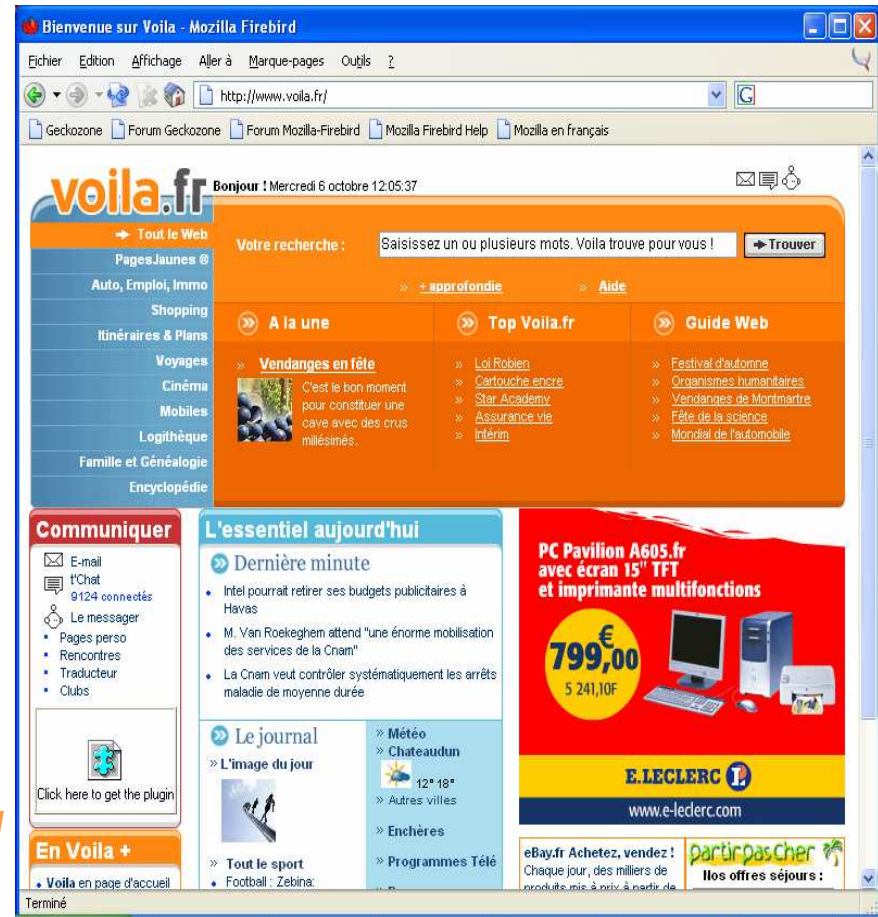 Bienvenue sur Voila - Mozilla Firebird
Fichier Edition Affichage Aller à Marque-pages Outils ?
http://www.voila.fr/
G
Geckozone Forum Geckozone Forum Mozilla-Firebird Mozilla Firebird Help Mozilla en français
voila.fr
Bonjour ! Mercredi 6 octobre 12:05:37
Tout le Web
PagesJaunes ®
Auto, Emploi, Immo
Shopping
Itinéraires & Plans
Voyages
Cinéma
Mobiles
Logithèque
Famille et Généalogie
Encyclopédie
Votre recherche :
Saisissez un ou plusieurs mots. Voila trouve pour vous !
Trouver
» + approfondie
» Aide
A la une
» Vendanges en fête
C'est le bon moment
pour constituer une
cave avec des crus
millésimés.
Top Voila.fr
» Loi Robien
» Cartouche encre
» Star Academy
» Assurance vie
» Intérim
Guide Web
» Festival d'automne
» Organismes humanitaires
» Vendanges de Montmartre
» Fête de la science
» Mondial de l'automobile
Communiquer
E-mail
t'Chat
9124 connectés
Le messager
Pages perso
Rencontres
Traducteur
Clubs
Click here to get the plugin
En Voila +
Voila en page d'accueil
L'essentiel aujourd'hui
Dernière minute
Intel pourrait retirer ses budgets publicitaires à
Havas
M. Van Roekeghem attend "une énorme mobilisation
des services de la Cnam"
La Cnam veut contrôler systématiquement les arrêts
maladie de moyenne durée
Le journal
» L'image du jour
» Tout le sport
Football : Zebina:
» Météo
» Chateaudun
12° 18°
» Autres villes
» Enchères
» Programmes Télé
PC Pavilion A605.fr
avec écran 15" TFT
et imprimante multifonctions
€
799,00
5 241,10F
E.LECLERC
www.e-leclerc.com
eBay.fr Achetez, vendez !
Chaque jour, des milliers de
produits mis à prix à partir de
partirpascher
Nos offres séjours :
Terminé